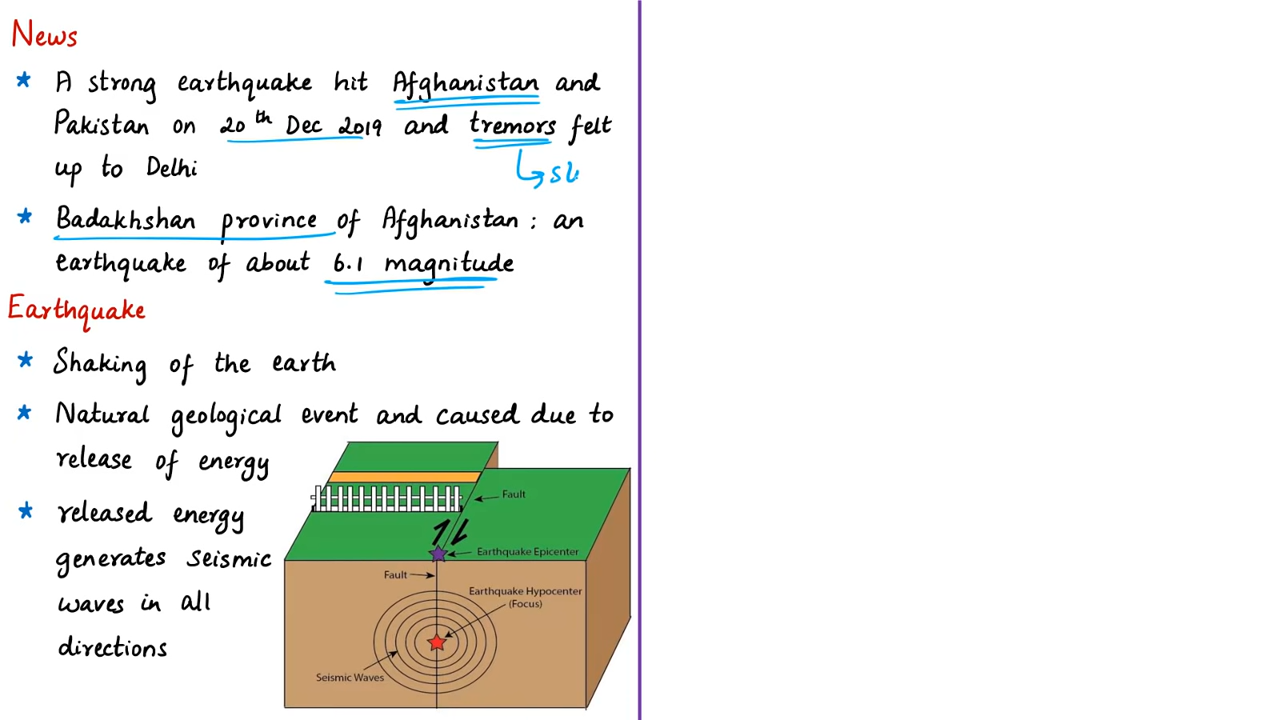 News
* A strong earthquake hit Afghanistan and
Pakistan on 20th Dec 2019 and tremors felt
up to Delhi
* Badakhshan province of Afghanistan : an
earthquake of about 6.1 magnitude
Earthquake
* Shaking of the earth
* Natural geological event and caused due to
release of energy
* released energy
generates seismic
waves in all
directions
Fault
Earthquake Epicenter
Fault
Earthquake Hypocenter
(Focus)
Seismic Waves